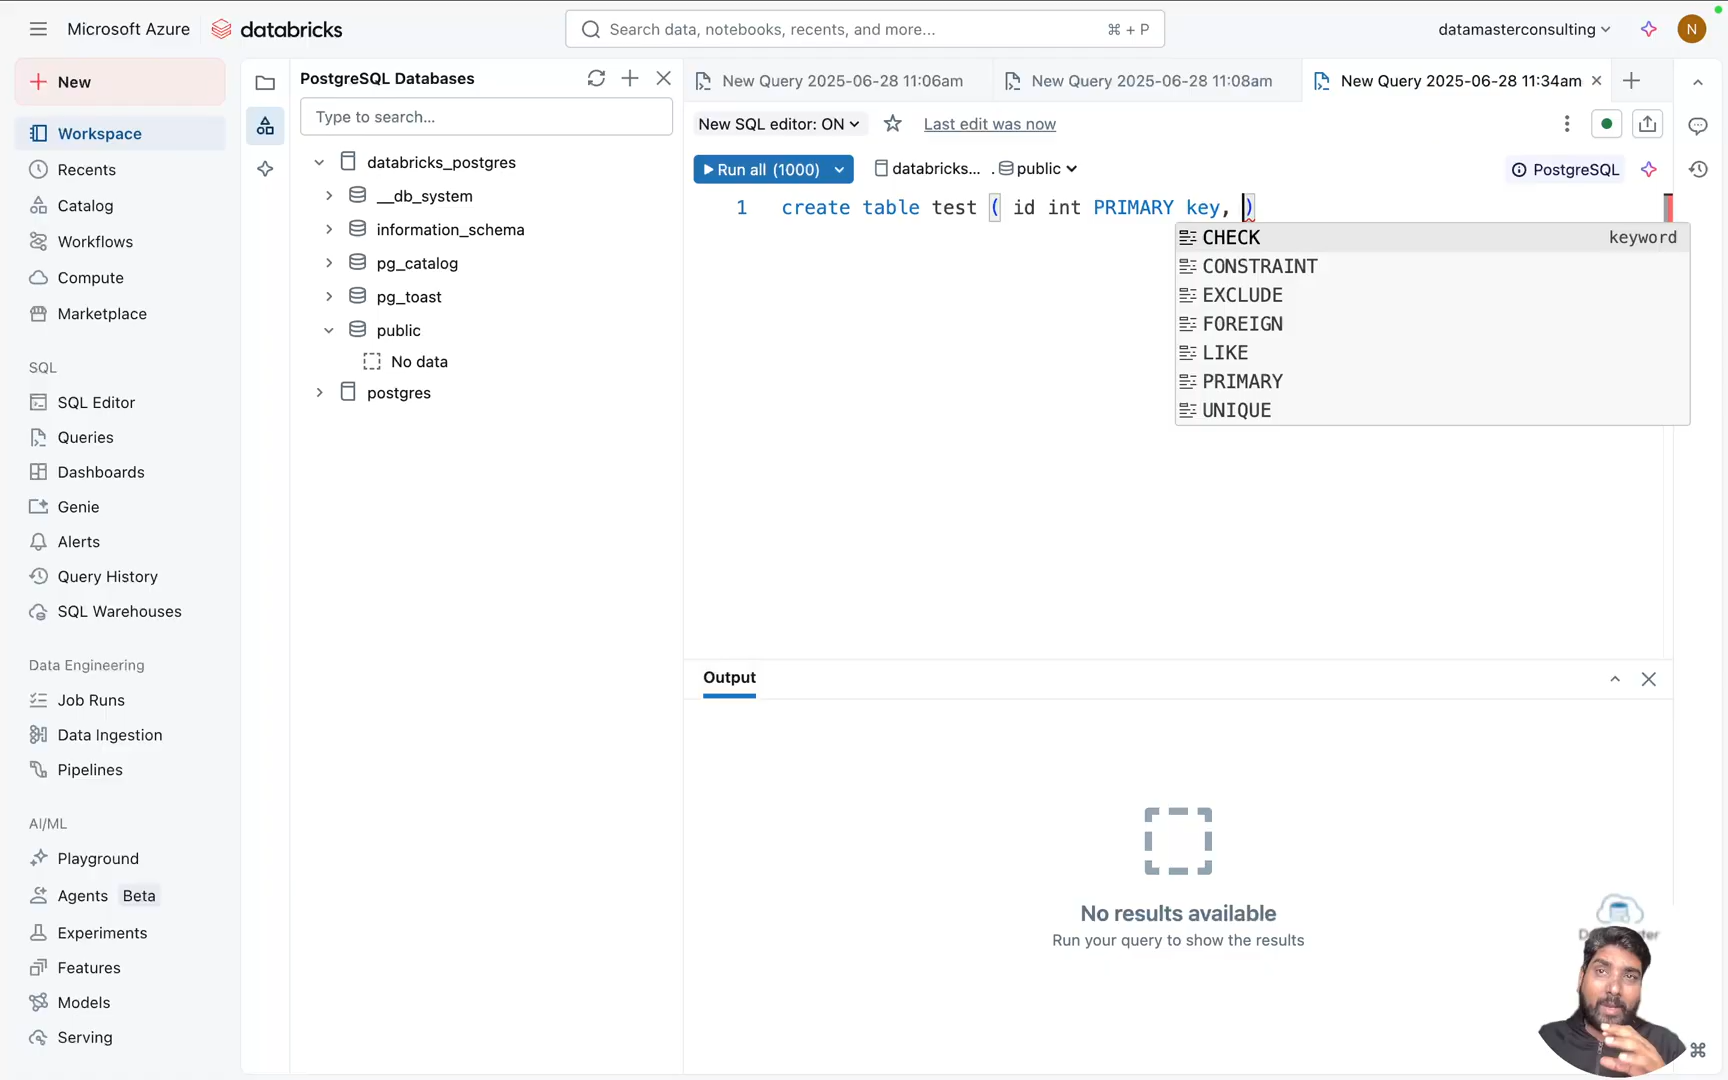 Microsoft Azure databricks
Search data, notebooks, recents, and more... ⌘ + P
datamasterconsulting
N
New
Workspace
Recents
Catalog
Workflows
Compute
Marketplace
SQL
SQL Editor
Queries
Dashboards
Genie
Alerts
Query History
SQL Warehouses
Data Engineering
Job Runs
Data Ingestion
Pipelines
AI/ML
Playground
Agents Beta
Experiments
Features
Models
Serving
PostgreSQL Databases
Type to search...
databricks_postgres
__db_system
information_schema
pg_catalog
pg_toast
public
No data
postgres
New Query 2025-06-28 11:06am
New Query 2025-06-28 11:08am
New Query 2025-06-28 11:34am
New SQL editor: ON
Last edit was now
Run all (1000)
databricks... . public
PostgreSQL
1 create table test ( id int PRIMARY key, )
CHECK keyword
CONSTRAINT
EXCLUDE
FOREIGN
LIKE
PRIMARY
UNIQUE
Output
No results available
Run your query to show the results
⌘